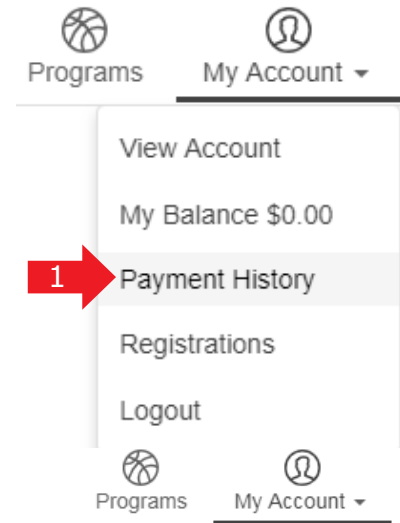 Programs My Account
View Account
My Balance $0.00
1 Payment History
Registrations
Logout
Programs My Account